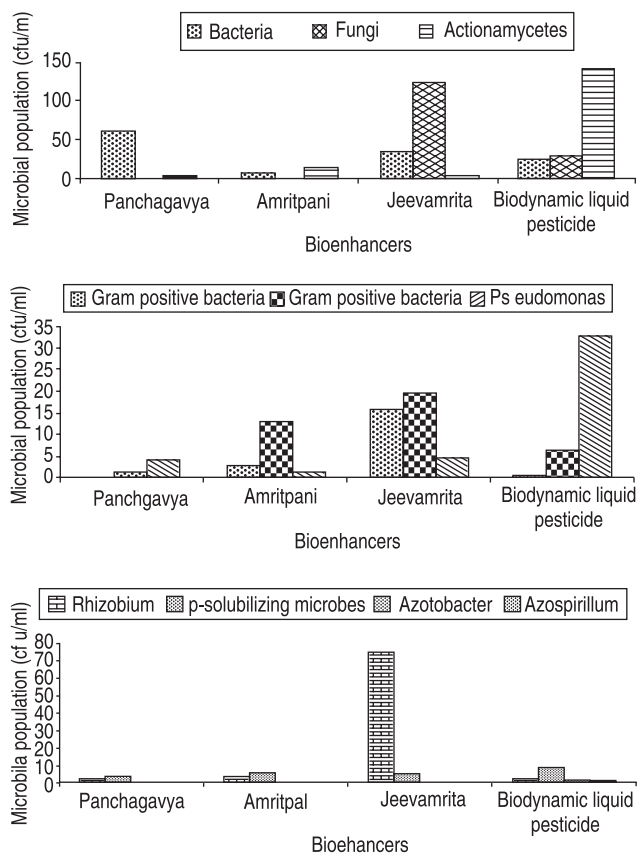 Bacteria Fungi Actionamycetes
Microbial population (cfu/m)
150
100
50
0
Panchagavya Amritpani Jeevamrita Biodynamic liquid
pesticide
Bioenhancers
Gram positive bacteria Gram positive bacteria Ps eudomonas
Microbial population (cfu/ml)
35
30
25
20
15
10
5
0
Panchgavya Amritpani Jeevamrita Biodynamic liquid
pesticide
Bioenhancers
Rhizobium p-solubilizing microbes Azotobacter Azospirillum
Microbila population (cf u/ml)
80
70
60
50
40
30
20
10
0
Panchagavya Amritpal Jeevamrita Biodynamic liquid
pesticide
Bioehancers